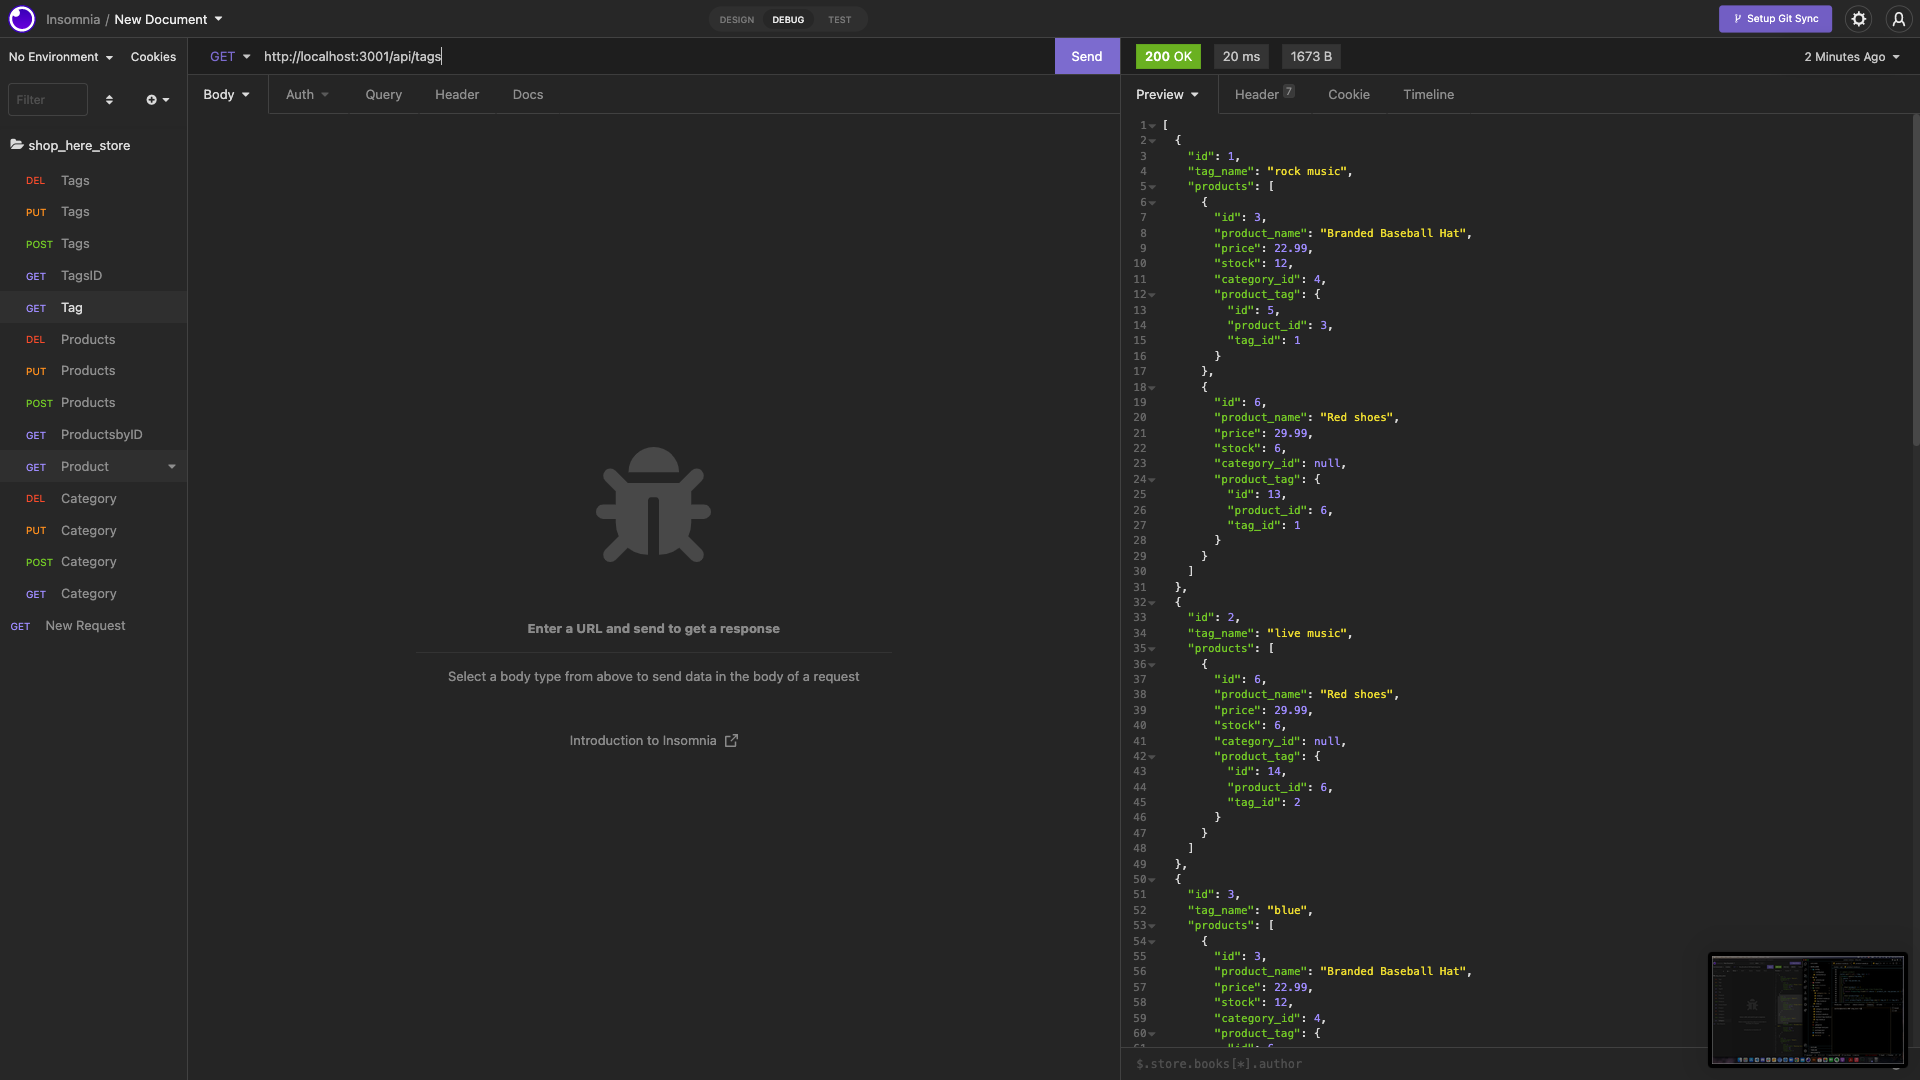 Insomnia / New Document
DESIGN DEBUG TEST
Setup Git Sync
No Environment Cookies
GET http://localhost:3001/api/tags Send
200 OK 20 ms 1673 B 2 Minutes Ago
Filter
Body Auth Query Header Docs
Preview Header 7 Cookie Timeline
shop_here_store
DEL Tags
PUT Tags
POST Tags
GET TagsID
GET Tag
DEL Products
PUT Products
POST Products
GET ProductsbyID
GET Product
DEL Category
PUT Category
POST Category
GET Category
GET New Request
Enter a URL and send to get a response
Select a body type from above to send data in the body of a request
Introduction to Insomnia
1 [
2 {
3 "id": 1,
4 "tag_name": "rock music",
5 "products": [
6 {
7 "id": 3,
8 "product_name": "Branded Baseball Hat",
9 "price": 22.99,
10 "stock": 12,
11 "category_id": 4,
12 "product_tag": {
13 "id": 5,
14 "product_id": 3,
15 "tag_id": 1
16 }
17 },
18 {
19 "id": 6,
20 "product_name": "Red shoes",
21 "price": 29.99,
22 "stock": 6,
23 "category_id": null,
24 "product_tag": {
25 "id": 13,
26 "product_id": 6,
27 "tag_id": 1
28 }
29 }
30 ]
31 },
32 {
33 "id": 2,
34 "tag_name": "live music",
35 "products": [
36 {
37 "id": 6,
38 "product_name": "Red shoes",
39 "price": 29.99,
40 "stock": 6,
41 "category_id": null,
42 "product_tag": {
43 "id": 14,
44 "product_id": 6,
45 "tag_id": 2
46 }
47 }
48 ]
49 },
50 {
51 "id": 3,
52 "tag_name": "blue",
53 "products": [
54 {
55 "id": 3,
56 "product_name": "Branded Baseball Hat",
57 "price": 22.99,
58 "stock": 12,
59 "category_id": 4,
60 "product_tag": {
$.store.books[*].author